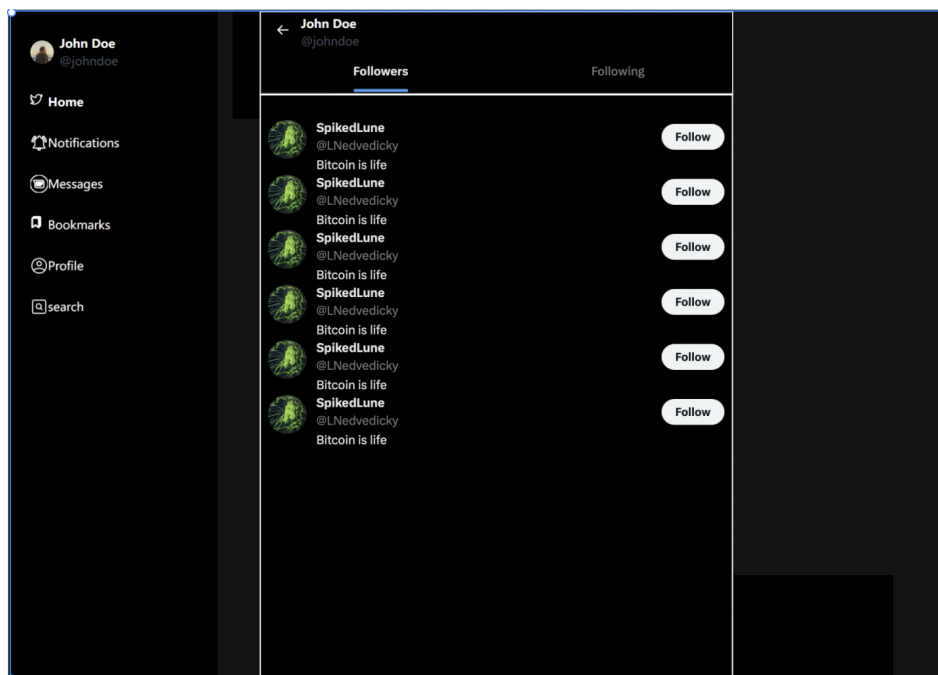 John Doe
@johndoe
Home
Notifications
Messages
Bookmarks
Profile
search
John Doe
@johndoe
Followers
Following
SpikedLune
@LNedvedicky
Follow
Bitcoin is life
SpikedLune
@LNedvedicky
Follow
Bitcoin is life
SpikedLune
@LNedvedicky
Follow
Bitcoin is life
SpikedLune
@LNedvedicky
Follow
Bitcoin is life
SpikedLune
@LNedvedicky
Follow
Bitcoin is life
SpikedLune
@LNedvedicky
Follow
Bitcoin is life